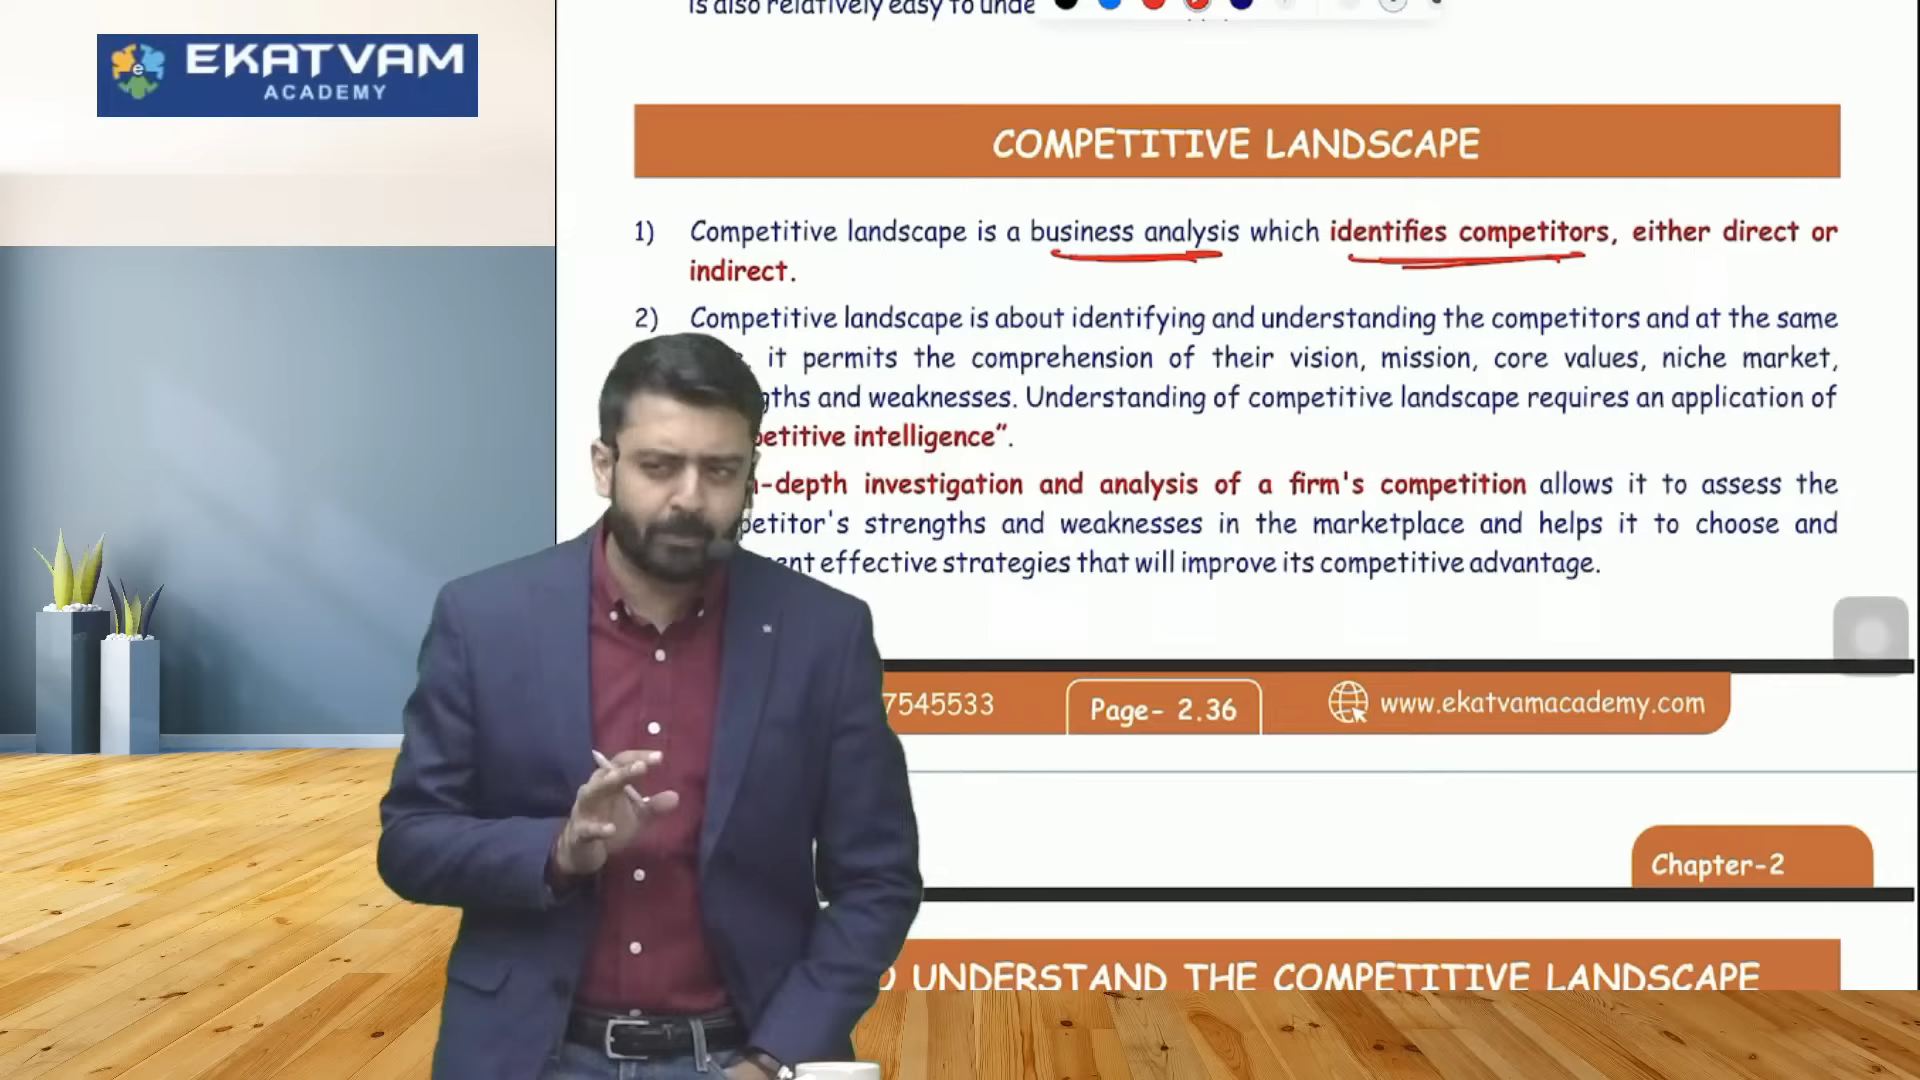 is also relatively easy to unde
EKATVAM
ACADEMY
COMPETITIVE LANDSCAPE
1) Competitive landscape is a business analysis which identifies competitors, either direct or
indirect.
2) Competitive landscape is about identifying and understanding the competitors and at the same
it permits the comprehension of their vision, mission, core values, niche market,
gths and weaknesses. Understanding of competitive landscape requires an application of
petitive intelligence”.
-depth investigation and analysis of a firm's competition allows it to assess the
petitor's strengths and weaknesses in the marketplace and helps it to choose and
ent effective strategies that will improve its competitive advantage.
7545533
Page- 2.36
www.ekatvamacademy.com
Chapter-2
O UNDERSTAND THE COMPETITIVE LANDSCAPE